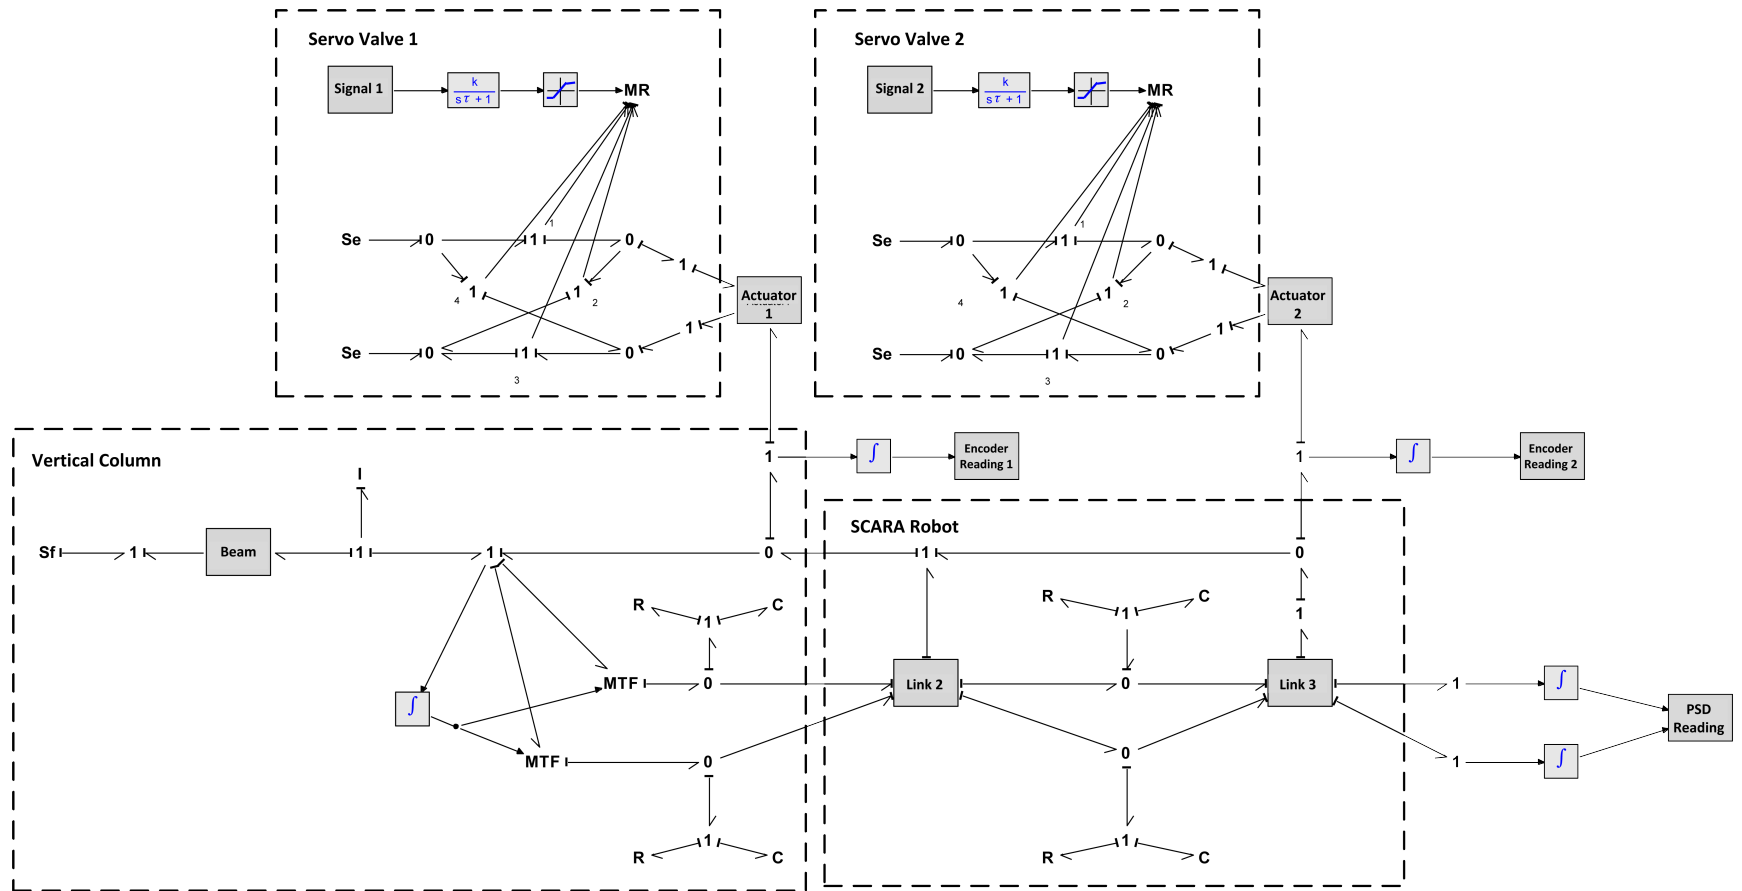 Servo Valve 1
Servo Valve 2
Signal 1
k
sτ + 1
MR
Signal 2
k
sτ + 1
MR
1
1
Se 0 1 0
Se 0 1 0
1
1
4 1 1 2
4 1 1 2
Actuator
1
Actuator
2
1
1
Se 0 1 0
Se 0 1 0
3
3
Vertical Column
1
∫
Encoder
Reading 1
1
∫
Encoder
Reading 2
I
SCARA Robot
Sf 1 Beam 1 1 0 1 0
R 1 C
R 1 C
1
MTF 0 Link 2 0 Link 3 1 ∫
∫
PSD
Reading
MTF 0 0 1 ∫
1
1
R C
R C